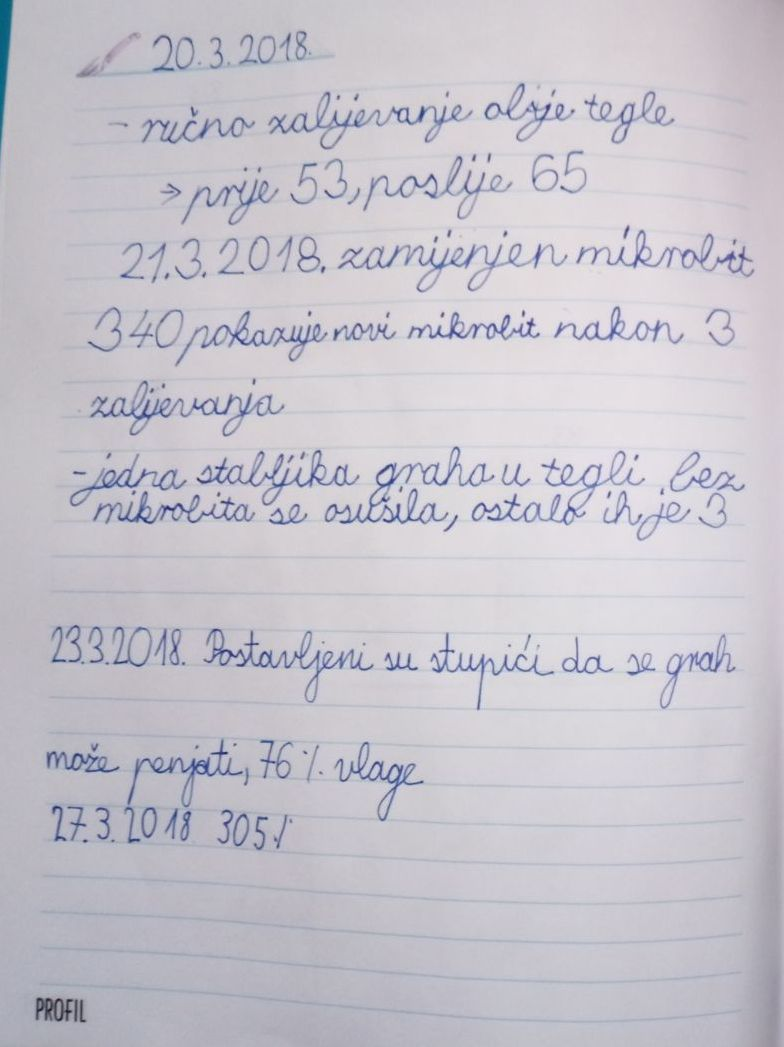 20.3.2018.
- ručno zalijevanje obje tegle
→ prije 53, poslije 65
21.3.2018. zamijenjen mikrobit
340 pokazuje novi mikrobit nakon 3
zalijevanja
- jedna stabljika graha u tegli bez
mikrobita se osušila, ostalo ih je 3
23.3.2018. Postavljeni su stupići da se grah
može penjati, 76 % vlage
27.3.2018 305%
PROFIL